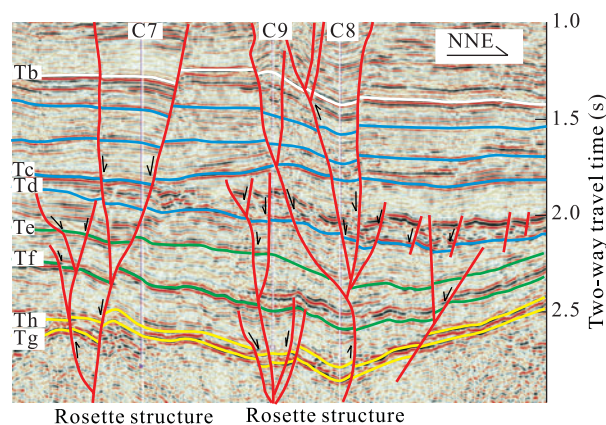 C7 C9 C8 1.0
NNE
Tb
1.5
Tc
Td
2.0
Te
Tf
2.5
Th
Tg
Two-way travel time (s)
Rosette structure Rosette structure